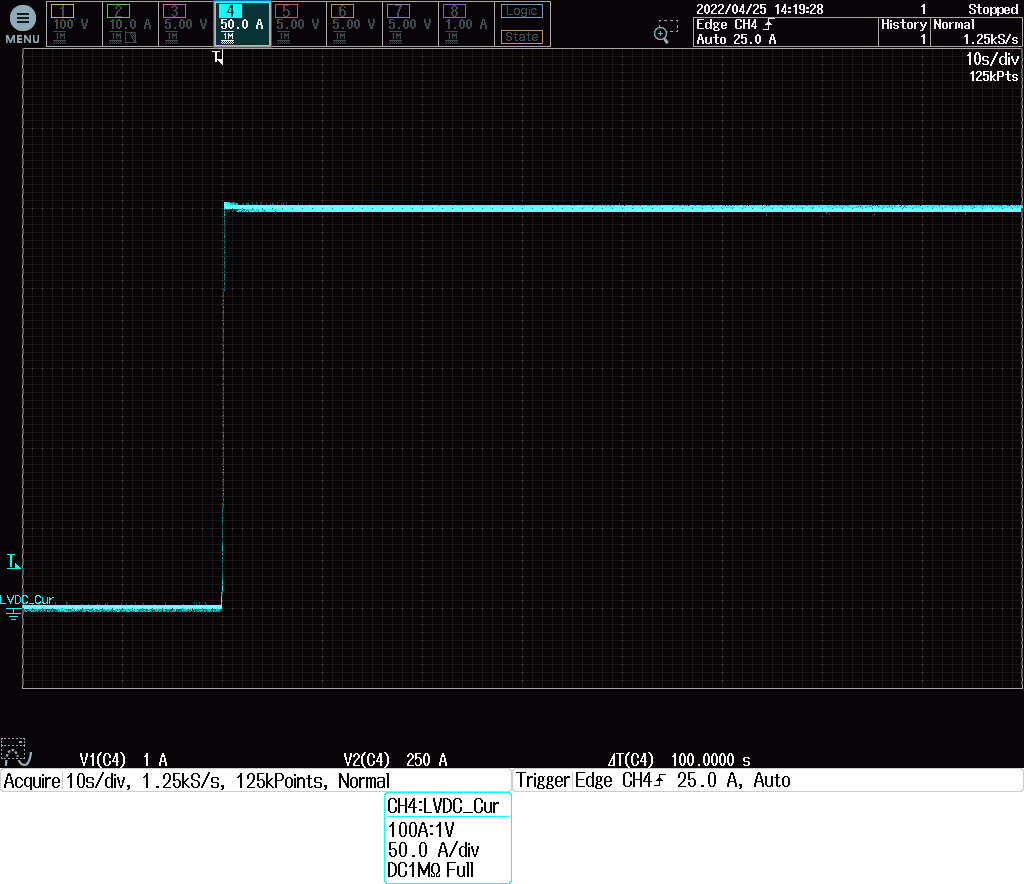 MENU
1 100 V 1M
2 10.0 A 1M
3 5.00 V 1M
4 50.0 A 1M
5 5.00 V 1M
6 5.00 V 1M
7 5.00 V 1M
8 1.00 A 1M
Logic
State
2022/04/25 14:19:28 1 Stopped
Edge CH4
Auto 25.0 A
History
1
Normal
1.25kS/s
T
10s/div
125kPts
T
LVDC_Cur
V1(C4) 1 A V2(C4) 250 A ΔT(C4) 100.0000 s
Acquire 10s/div, 1.25kS/s, 125kPoints, Normal
Trigger Edge CH4 25.0 A, Auto
CH4:LVDC_Cur
100A:1V
50.0 A/div
DC1MΩ Full